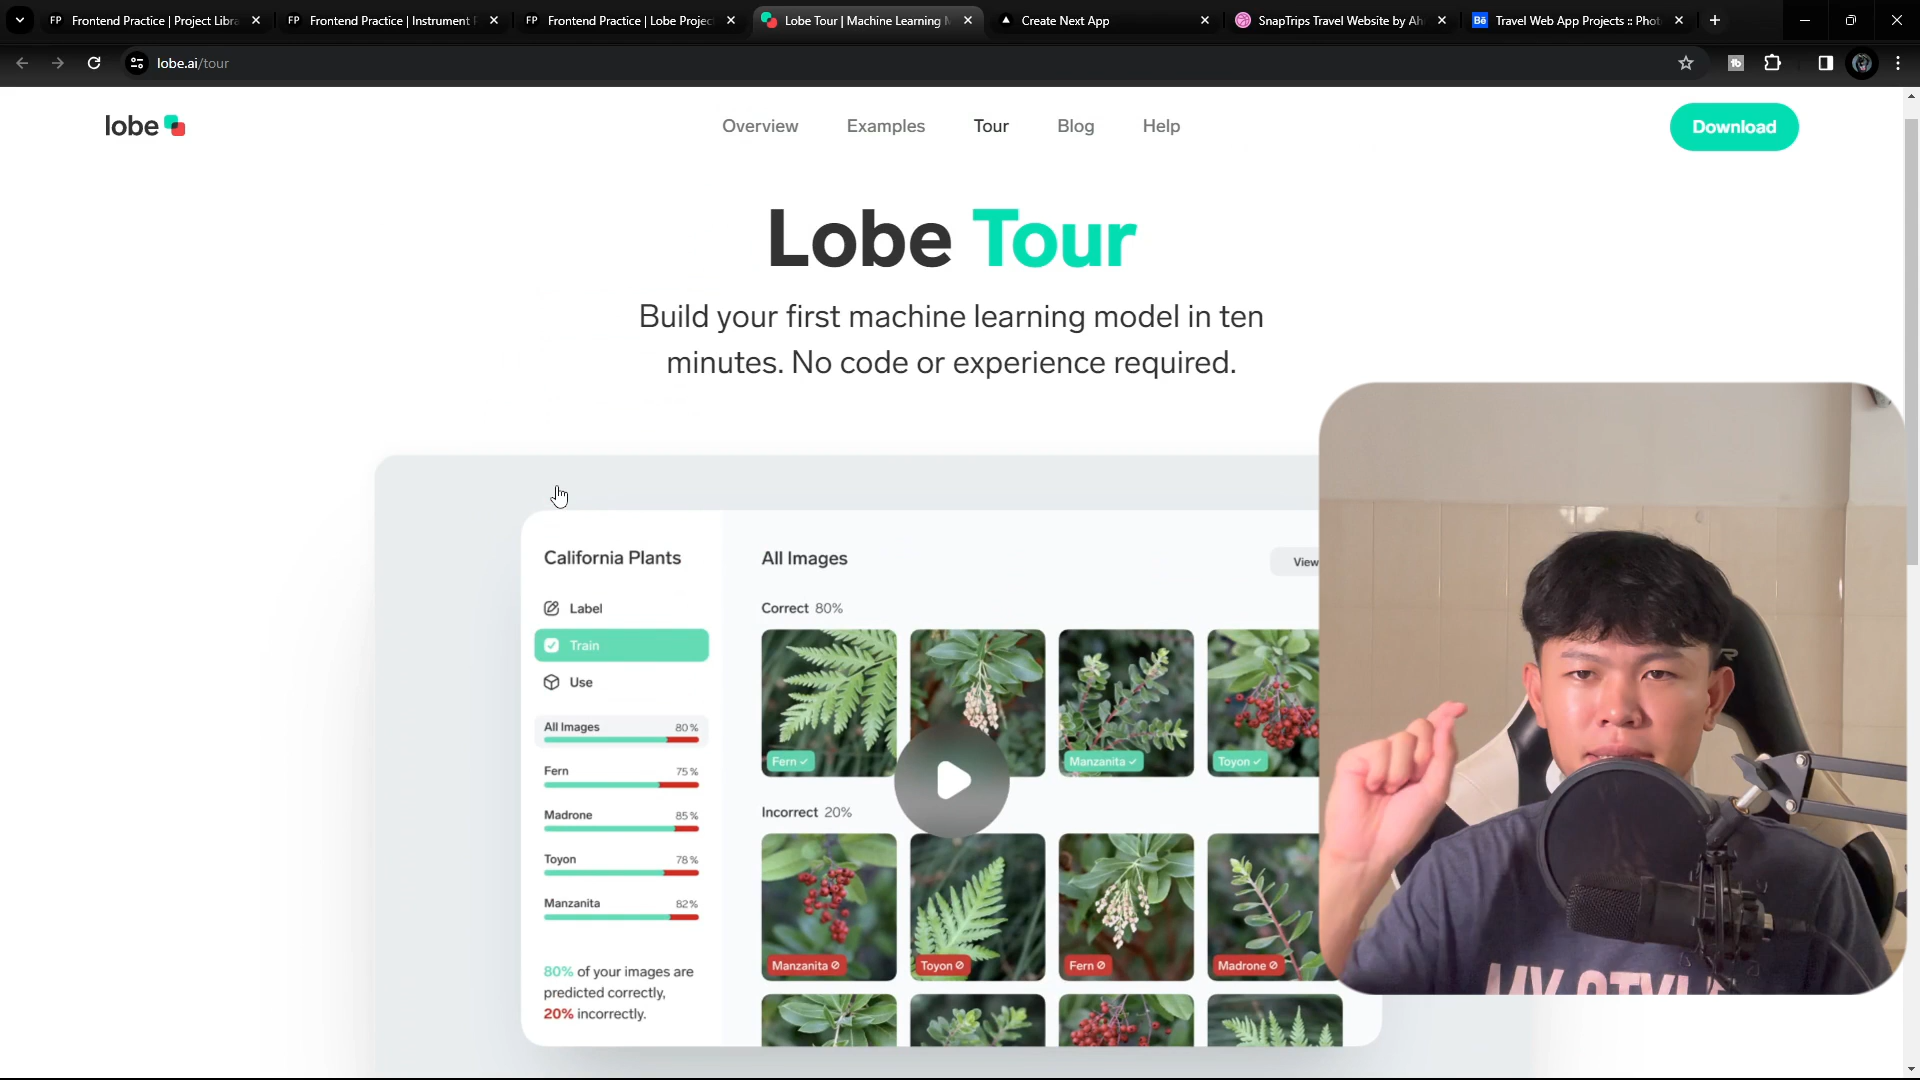 Frontend Practice | Project Libra
Frontend Practice | Instrument
Frontend Practice | Lobe Projec
Lobe Tour | Machine Learning M
Create Next App
SnapTrips Travel Website by Ah
Travel Web App Projects :: Phot
lobe.ai/tour
lobe
Overview
Examples
Tour
Blog
Help
Download
Lobe Tour
Build your first machine learning model in ten
minutes. No code or experience required.
California Plants
Label
Train
Use
All Images 80%
Fern 75%
Madrone 85%
Toyon 78%
Manzanita 82%
80% of your images are
predicted correctly,
20% incorrectly.
All Images
View
Correct 80%
Fern
Manzanita
Toyon
Incorrect 20%
Manzanita
Toyon
Fern
Madrone
MY STYL